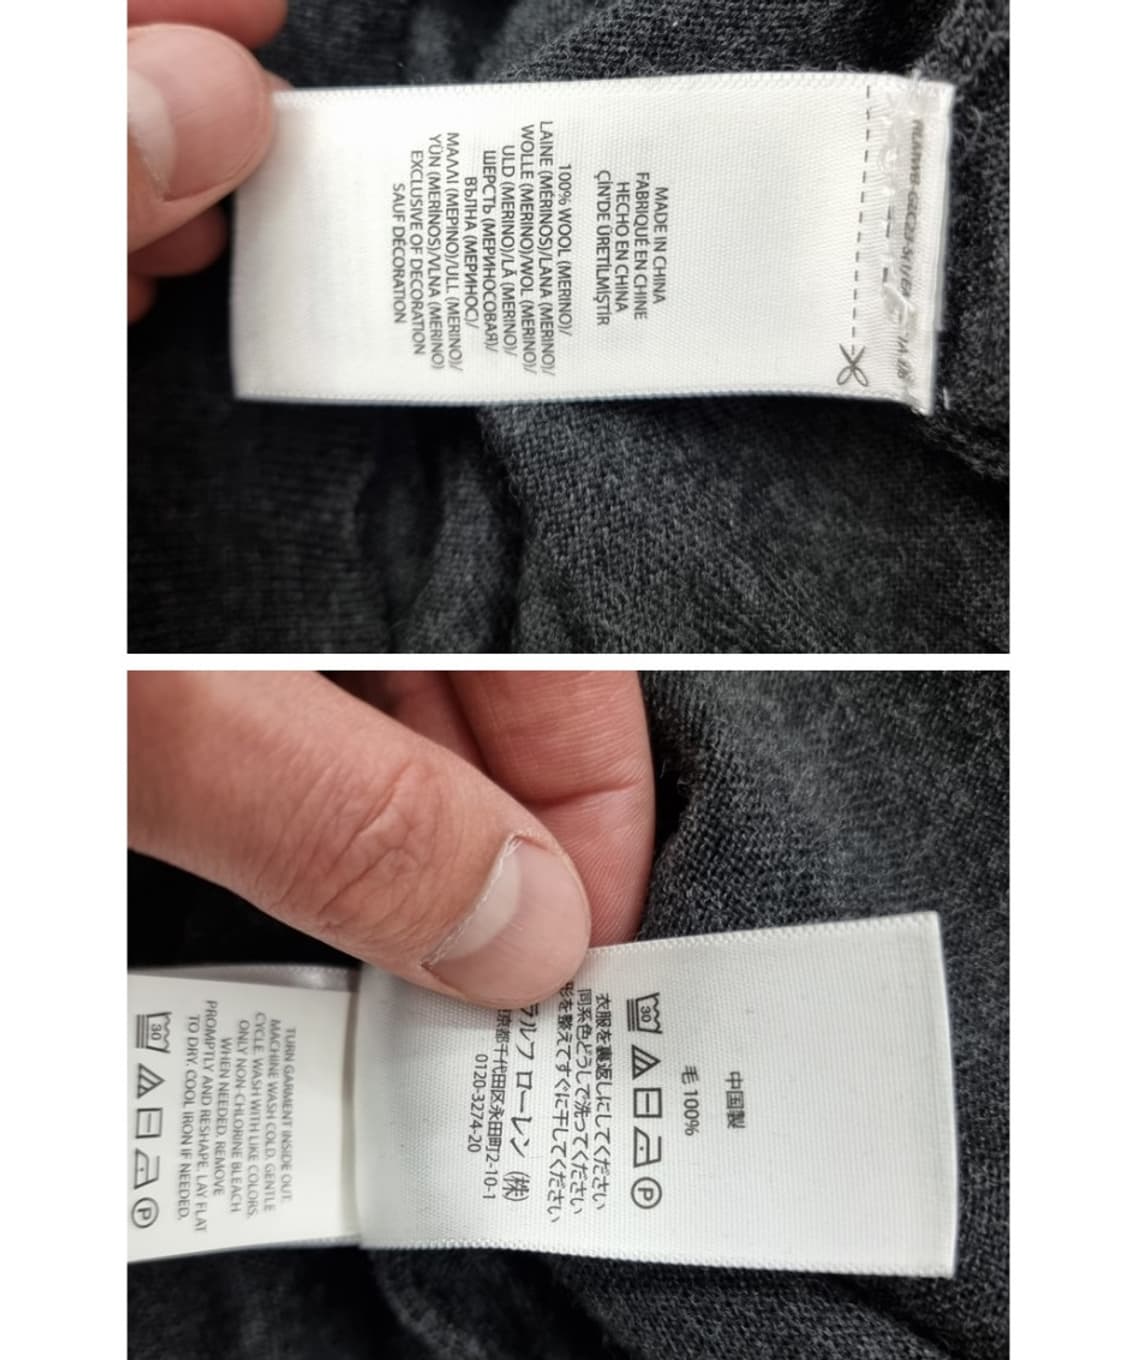 MADE IN CHINA
FABRIQUÉ EN CHINE
HECHO EN CHINA
ÇİN'DE ÜRETİLMİŞTİR
100% WOOL (MERINO)/
LAINE (MÉRINOS)/LANA (MERINO)/
WOLLE (MERINO)/WOL (MERINO)/
ULD (MERINO)/LÃ (MERINO)/
ШЕРСТЬ (МЕРИНОСОВАЯ)/
ВЪЛНА (МЕРИНОС)/
ΜΑΛΛΙ (ΜΕΡΙΝΟ)/ULL (MERINO)/
YÜN (MERİNOS)/VLNA (MERINO)
EXCLUSIVE OF DECORATION
SAUF DÉCORATION
中国製
毛 100%
30
P
衣服を裏返しにしてください
同系色どうしで洗ってください
形を整えてすぐに干してください
ラルフ ローレン (株)
京都千代田区永田町2-10-1
0120-3274-20
TURN GARMENT INSIDE OUT.
MACHINE WASH COLD. GENTLE
CYCLE. WASH WITH LIKE COLORS.
ONLY NON-CHLORINE BLEACH
WHEN NEEDED. REMOVE
PROMPTLY AND RESHAPE. LAY FLAT
TO DRY. COOL IRON IF NEEDED.
30
P